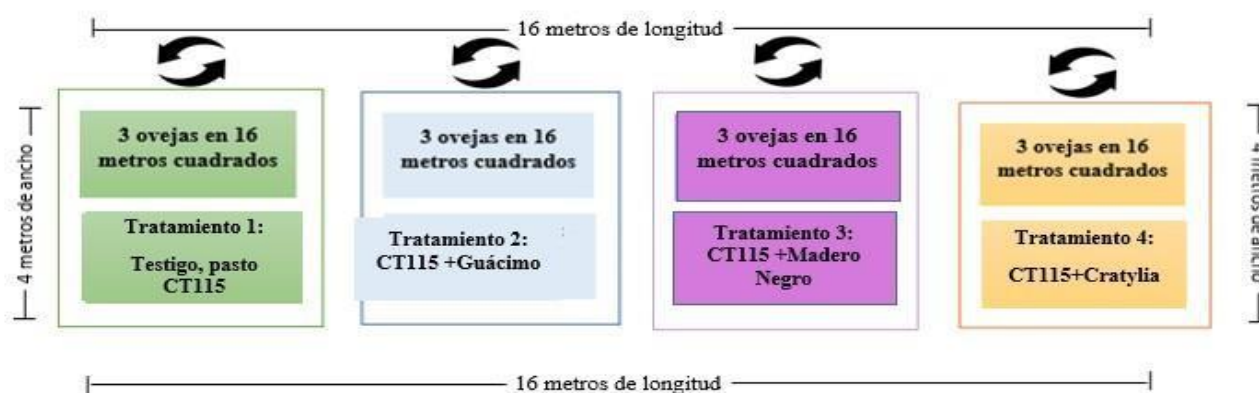 16 metros de longitud
3 ovejas en 16
metros cuadrados
Tratamiento 1:
Testigo, pasto
CT115
3 ovejas en 16
metros cuadrados
Tratamiento 2:
CT115 +Guácimo
3 ovejas en 16
metros cuadrados
Tratamiento 3:
CT115 +Madero
Negro
3 ovejas en 16
metros cuadrados
Tratamiento 4:
CT115+Cratylia
4 metros de ancho
4 metros de ancho
16 metros de longitud